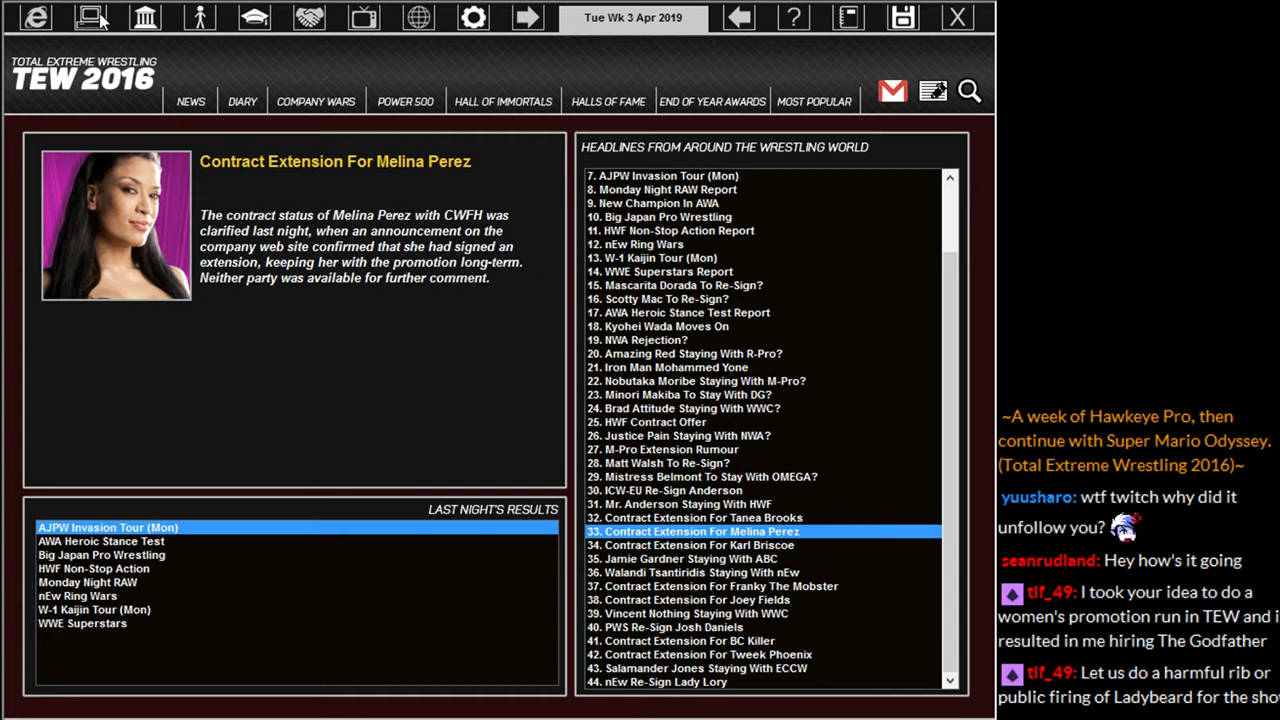 Tue Wk 3 Apr 2019
TOTAL EXTREME WRESTLING
TEW 2016
NEWS
DIARY
COMPANY WARS
POWER 500
HALL OF IMMORTALS
HALLS OF FAME
END OF YEAR AWARDS
MOST POPULAR
Contract Extension For Melina Perez
The contract status of Melina Perez with CWFH was
clarified last night, when an announcement on the
company web site confirmed that she had signed an
extension, keeping her with the promotion long-term.
Neither party was available for further comment.
LAST NIGHT'S RESULTS
AJPW Invasion Tour (Mon)
AWA Heroic Stance Test
Big Japan Pro Wrestling
HWF Non-Stop Action
Monday Night RAW
nEw Ring Wars
W-1 Kaijin Tour (Mon)
WWE Superstars
HEADLINES FROM AROUND THE WRESTLING WORLD
7. AJPW Invasion Tour (Mon)
8. Monday Night RAW Report
9. New Champion In AWA
10. Big Japan Pro Wrestling
11. HWF Non-Stop Action Report
12. nEw Ring Wars
13. W-1 Kaijin Tour (Mon)
14. WWE Superstars Report
15. Mascarita Dorada To Re-Sign?
16. Scotty Mac To Re-Sign?
17. AWA Heroic Stance Test Report
18. Kyohei Wada Moves On
19. NWA Rejection?
20. Amazing Red Staying With R-Pro?
21. Iron Man Mohammed Yone
22. Nobutaka Moribe Staying With M-Pro?
23. Minori Makiba To Stay With DG?
24. Brad Attitude Staying With WWC?
25. HWF Contract Offer
26. Justice Pain Staying With NWA?
27. M-Pro Extension Rumour
28. Matt Walsh To Re-Sign?
29. Mistress Belmont To Stay With OMEGA?
30. ICW-EU Re-Sign Anderson
31. Mr. Anderson Staying With HWF
32. Contract Extension For Tanea Brooks
33. Contract Extension For Melina Perez
34. Contract Extension For Karl Briscoe
35. Jamie Gardner Staying With ABC
36. Walandi Tsantiridis Staying With nEw
37. Contract Extension For Franky The Mobster
38. Contract Extension For Joey Fields
39. Vincent Nothing Staying With WWC
40. PWS Re-Sign Josh Daniels
41. Contract Extension For BC Killer
42. Contract Extension For Tweek Phoenix
43. Salamander Jones Staying With ECCW
44. nEw Re-Sign Lady Lory
~A week of Hawkeye Pro, then
continue with Super Mario Odyssey.
(Total Extreme Wrestling 2016)~
yuusharo: wtf twitch why did it
unfollow you?
seanrudland: Hey how's it going
tlf_49: I took your idea to do a
women's promotion run in TEW and i
resulted in me hiring The Godfather
tlf_49: Let us do a harmful rib or
public firing of Ladybeard for the sho